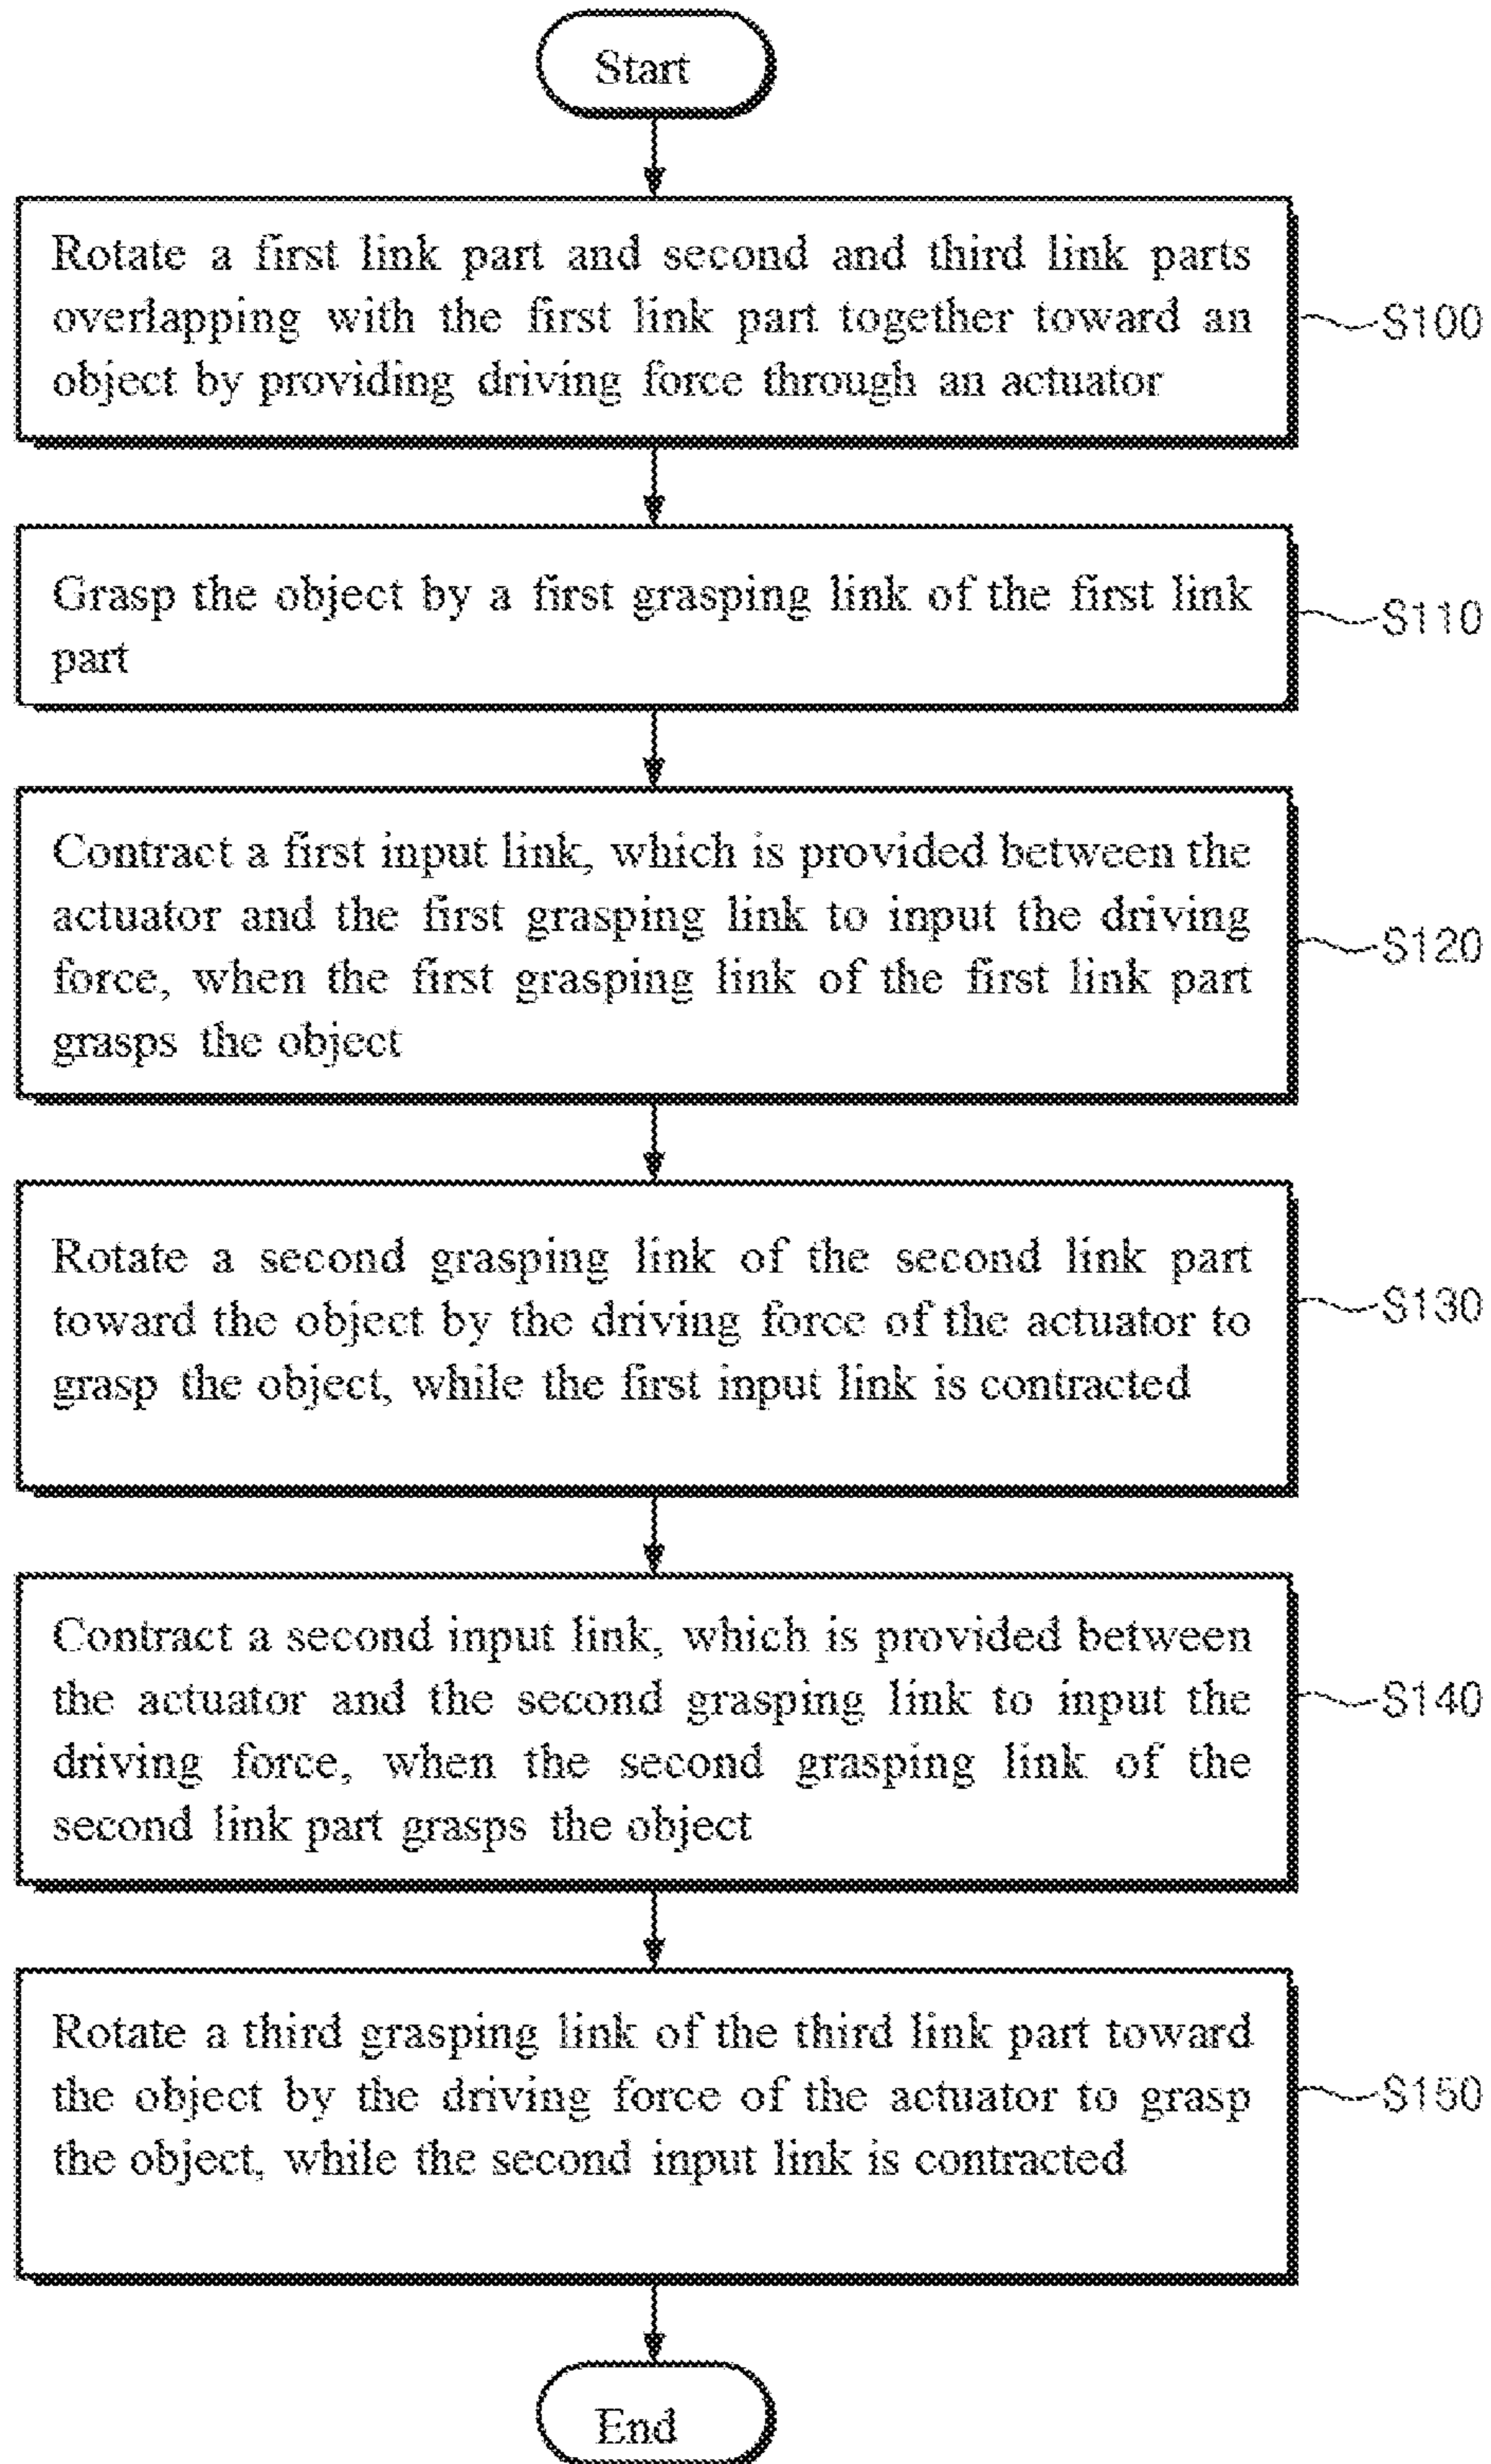 Start
Rotate a first link part and second and third link parts
overlapping with the first link part together toward an
object by providing driving force through an actuator
S100
Grasp the object by a first grasping link of the first link
part
S110
Contract a first input link, which is provided between the
actuator and the first grasping link to input the driving
force, when the first grasping link of the first link part
grasps the object
S120
Rotate a second grasping link of the second link part
toward the object by the driving force of the actuator to
grasp the object, while the first input link is contracted
S130
Contract a second input link, which is provided between
the actuator and the second grasping link to input the
driving force, when the second grasping link of the
second link part grasps the object
S140
Rotate a third grasping link of the third link part toward
the object by the driving force of the actuator to grasp
the object, while the second input link is contracted
S150
End